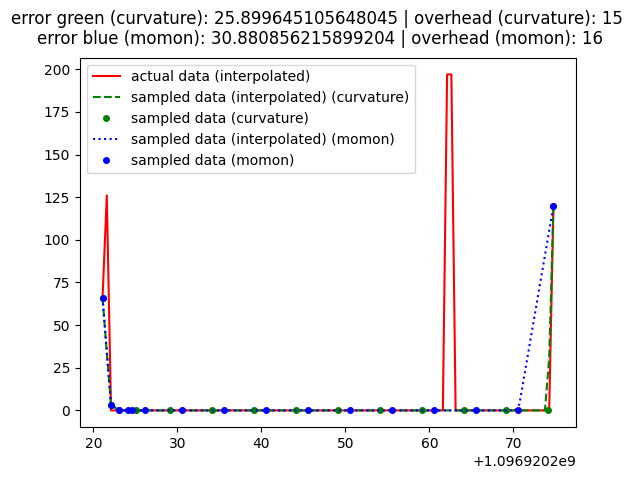 error green (curvature): 25.899645105648045 | overhead (curvature): 15
error blue (momon): 30.880856215899204 | overhead (momon): 16
actual data (interpolated)
sampled data (interpolated) (curvature)
sampled data (curvature)
sampled data (interpolated) (momon)
sampled data (momon)
200
175
150
125
100
75
50
25
0
20 30 40 50 60 70
+1.0969202e9